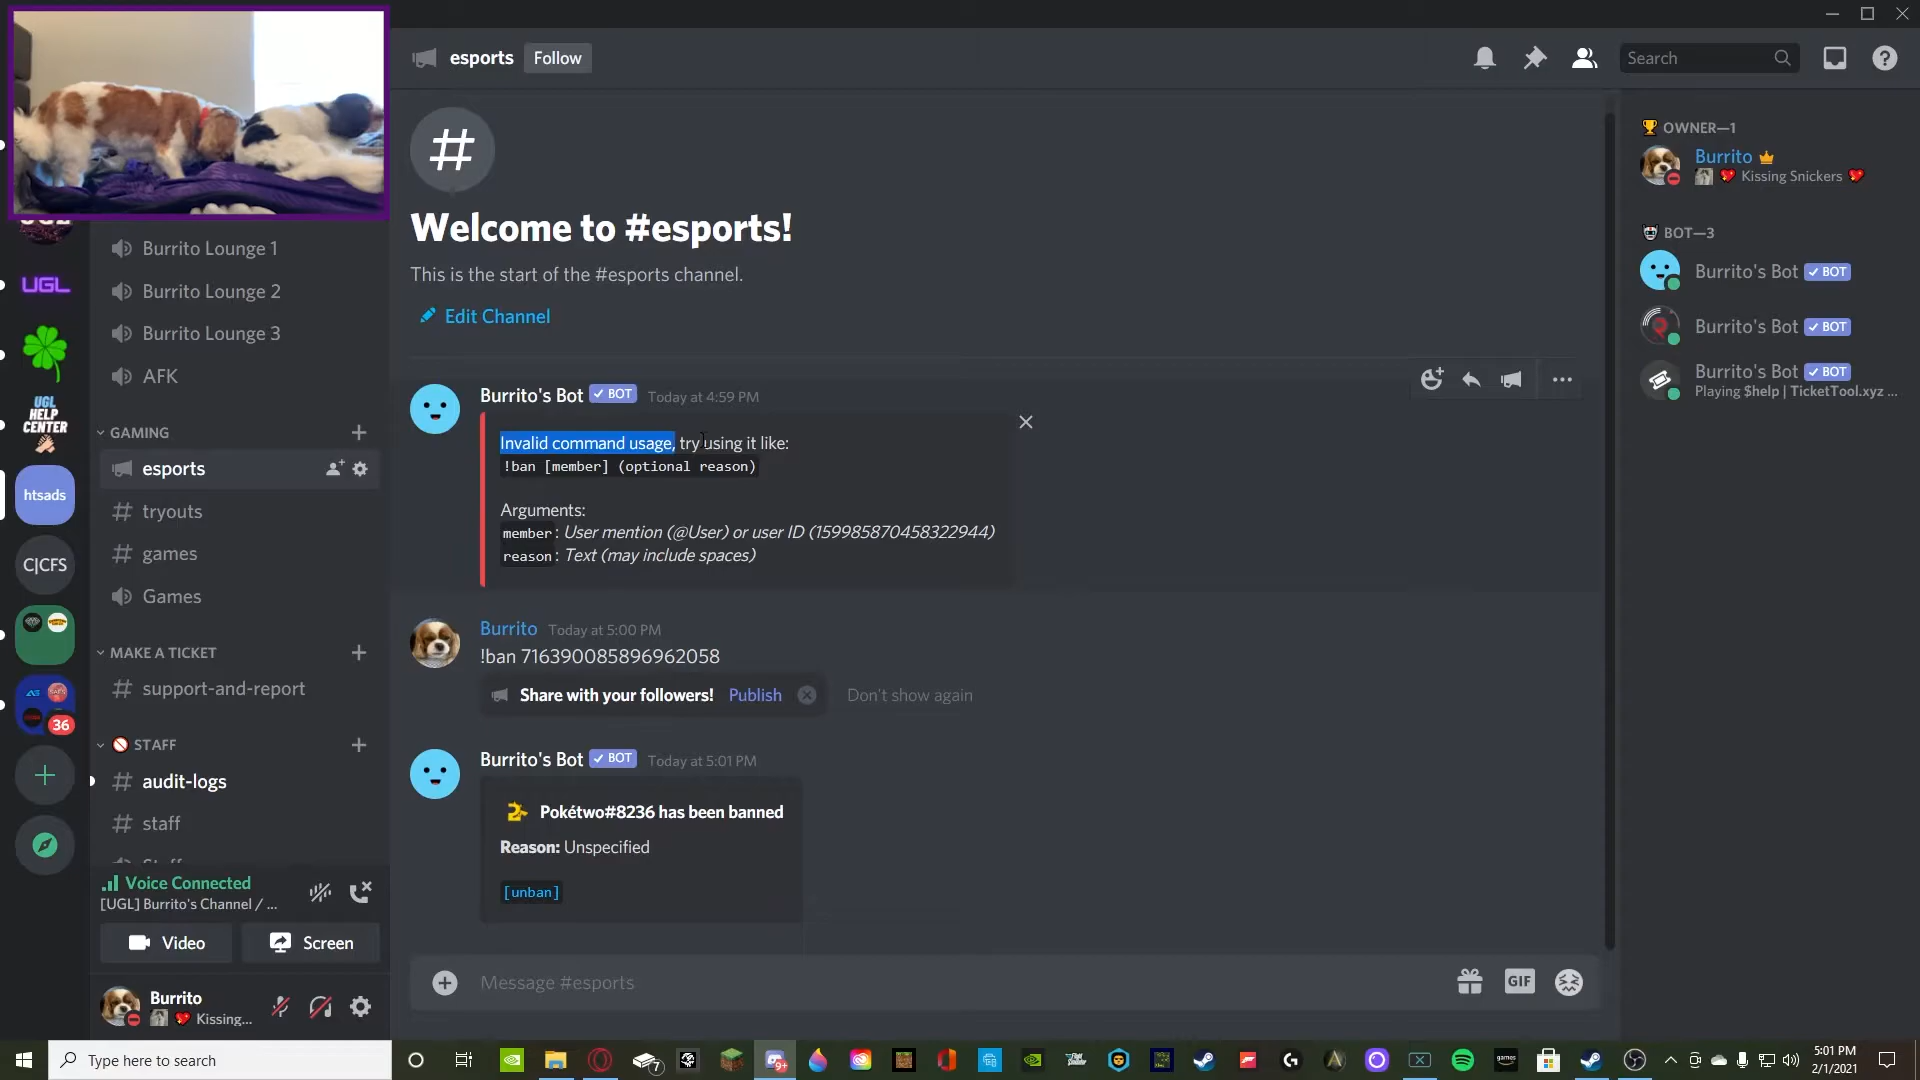 esports
Follow
Search
Welcome to #esports!
This is the start of the #esports channel.
Edit Channel
Burrito's Bot BOT Today at 4:59 PM
Invalid command usage, try using it like:
!ban [member] (optional reason)
Arguments:
member: User mention (@User) or user ID (159985870458322944)
reason: Text (may include spaces)
Burrito Today at 5:00 PM
!ban 716390085896962058
Share with your followers! Publish Don't show again
Burrito's Bot BOT Today at 5:01 PM
Pokétwo#8236 has been banned
Reason: Unspecified
[unban]
Message #esports
GIF
OWNER—1
Burrito
Kissing Snickers
BOT—3
Burrito's Bot BOT
Burrito's Bot BOT
Burrito's Bot BOT
Playing $help | TicketTool.xyz ...
UGL
UGL
HELP
CENTER
htsads
C|CFS
36
Burrito Lounge 1
Burrito Lounge 2
Burrito Lounge 3
AFK
GAMING
esports
tryouts
games
Games
MAKE A TICKET
support-and-report
STAFF
audit-logs
staff
Voice Connected
[UGL] Burrito's Channel / ...
Video
Screen
Burrito
Kissing...
Type here to search
7
9+
games
5:01 PM
2/1/2021